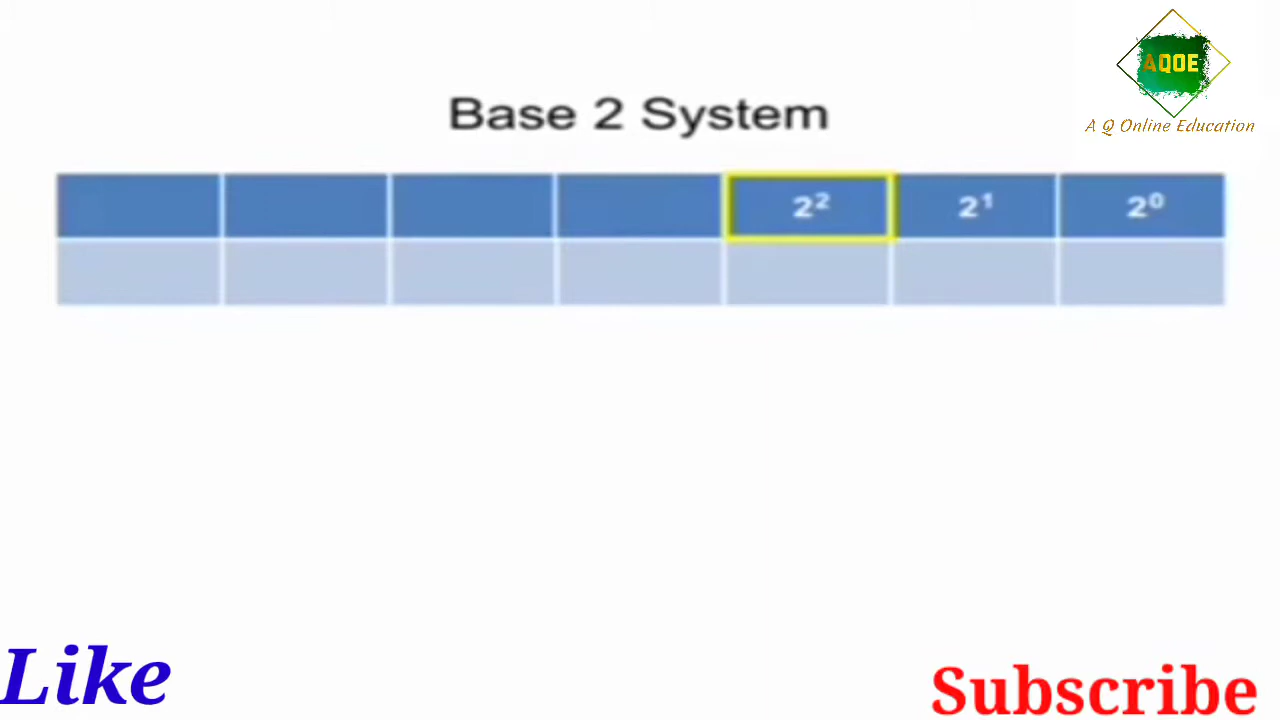 AQOE
A Q Online Education
Base 2 System
2² 2¹ 2⁰
Like
Subscribe